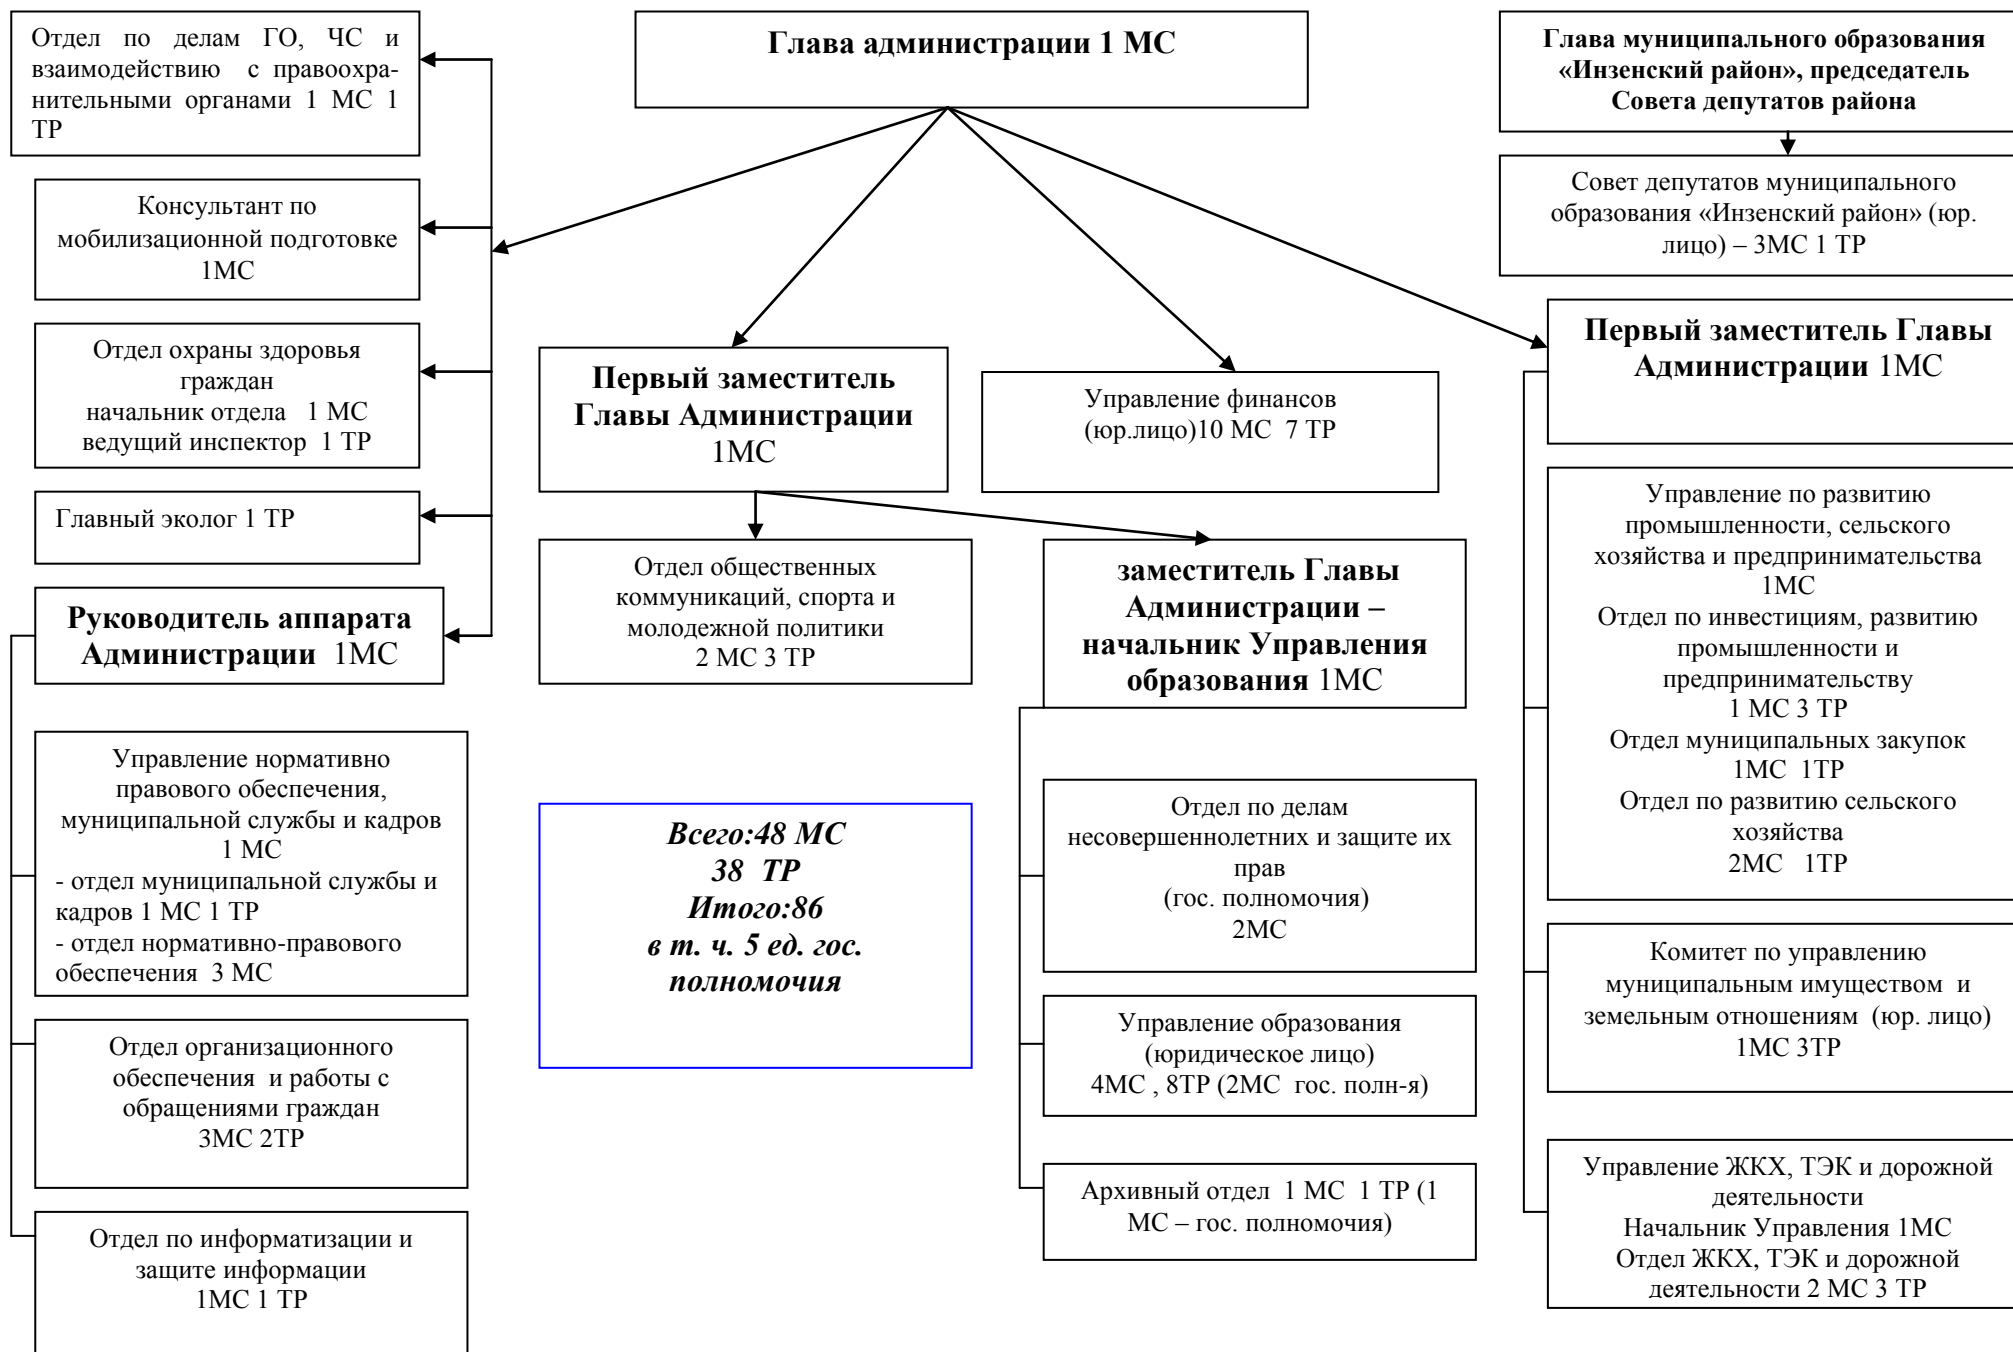 Отдел по делам ГО, ЧС и
взаимодействию с правоохра-
нительными органами 1 МС 1
ТР
Консультант по
мобилизационной подготовке
1МС
Отдел охраны здоровья
граждан
начальник отдела 1 МС
ведущий инспектор 1 ТР
Главный эколог 1 ТР
Руководитель аппарата
Администрации 1МС
Управление нормативно
правового обеспечения,
муниципальной службы и кадров
1 МС
- отдел муниципальной службы и
кадров 1 МС 1 ТР
- отдел нормативно-правового
обеспечения 3 МС
Отдел организационного
обеспечения и работы с
обращениями граждан
3МС 2ТР
Отдел по информатизации и
защите информации
1МС 1 ТР
Глава администрации 1 МС
Первый заместитель
Главы Администрации
1МС
Управление финансов
(юр.лицо)10 МС 7 ТР
Отдел общественных
коммуникаций, спорта и
молодежной политики
2 МС 3 ТР
заместитель Главы
Администрации –
начальник Управления
образования 1МС
Всего:48 МС
38 ТР
Итого:86
в т. ч. 5 ед. гос.
полномочия
Отдел по делам
несовершеннолетних и защите их
прав
(гос. полномочия)
2МС
Управление образования
(юридическое лицо)
4МС , 8ТР (2МС гос. полн-я)
Архивный отдел 1 МС 1 ТР (1
МС – гос. полномочия)
Глава муниципального образования
«Инзенский район», председатель
Совета депутатов района
Совет депутатов муниципального
образования «Инзенский район» (юр.
лицо) – 3МС 1 ТР
Первый заместитель Главы
Администрации 1МС
Управление по развитию
промышленности, сельского
хозяйства и предпринимательства
1МС
Отдел по инвестициям, развитию
промышленности и
предпринимательству
1 МС 3 ТР
Отдел муниципальных закупок
1МС 1ТР
Отдел по развитию сельского
хозяйства
2МС 1ТР
Комитет по управлению
муниципальным имуществом и
земельным отношениям (юр. лицо)
1МС 3ТР
Управление ЖКХ, ТЭК и дорожной
деятельности
Начальник Управления 1МС
Отдел ЖКХ, ТЭК и дорожной
деятельности 2 МС 3 ТР